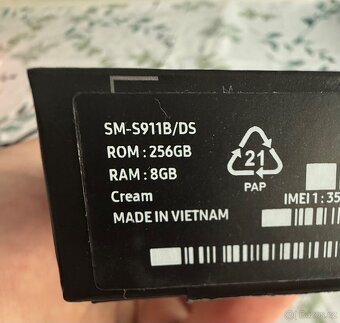 SM-S911B/DS
ROM : 256GB
RAM : 8GB
Cream
MADE IN VIETNAM
21
PAP
IMEI 1 : 35